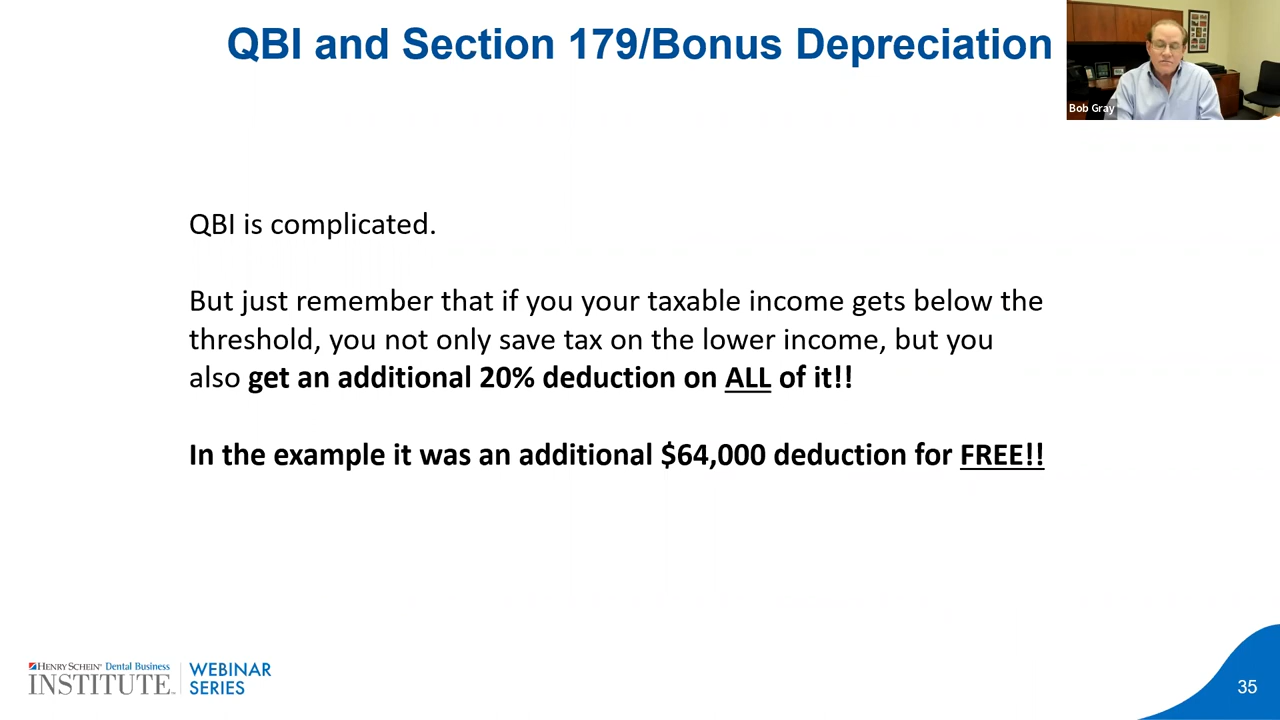 QBI and Section 179/Bonus Depreciation
Bob Gray
QBI is complicated.
But just remember that if you your taxable income gets below the
threshold, you not only save tax on the lower income, but you
also get an additional 20% deduction on ALL of it!!
In the example it was an additional $64,000 deduction for FREE!!
HENRY SCHEIN® Dental Business
INSTITUTE™
WEBINAR
SERIES
35